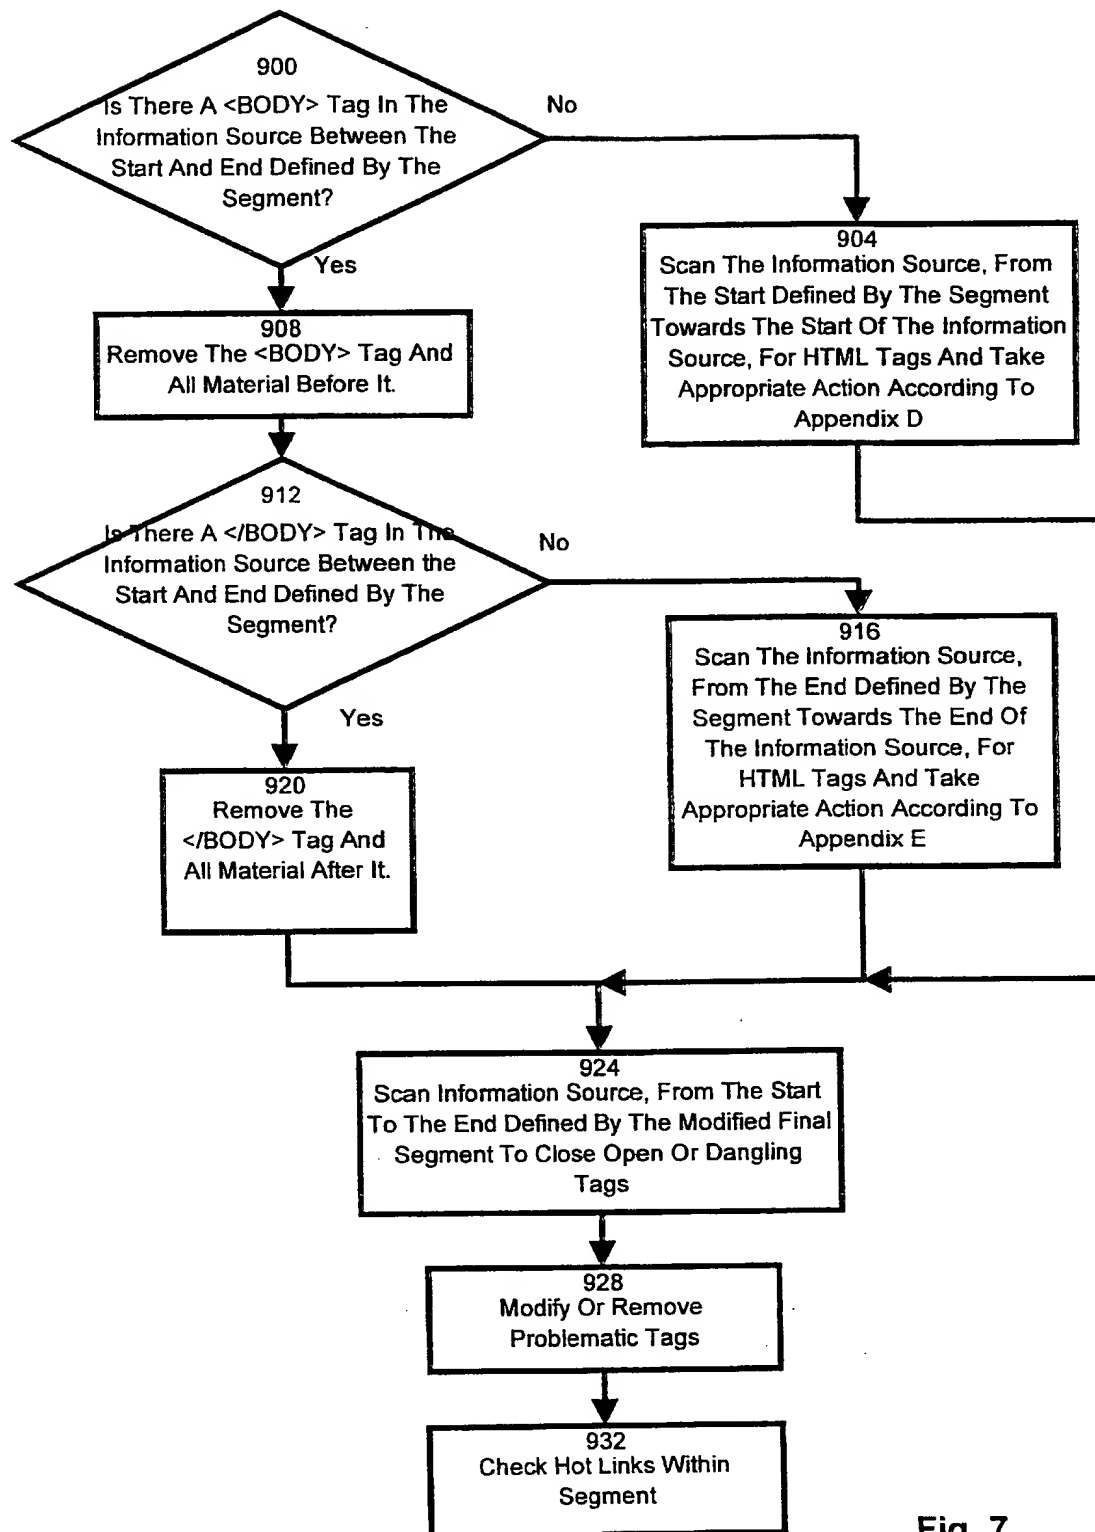 900
Is There A <BODY> Tag In The
Information Source Between The
Start And End Defined By The
Segment?
No
Yes
904
Scan The Information Source, From
The Start Defined By The Segment
Towards The Start Of The Information
Source, For HTML Tags And Take
Appropriate Action According To
Appendix D
908
Remove The <BODY> Tag And
All Material Before It.
912
Is There A </BODY> Tag In The
Information Source Between the
Start And End Defined By The
Segment?
No
Yes
916
Scan The Information Source,
From The End Defined By The
Segment Towards The End Of
The Information Source, For
HTML Tags And Take
Appropriate Action According To
Appendix E
920
Remove The
</BODY> Tag And
All Material After It.
924
Scan Information Source, From The Start
To The End Defined By The Modified Final
Segment To Close Open Or Dangling
Tags
928
Modify Or Remove
Problematic Tags
932
Check Hot Links Within
Segment
Fig. 7